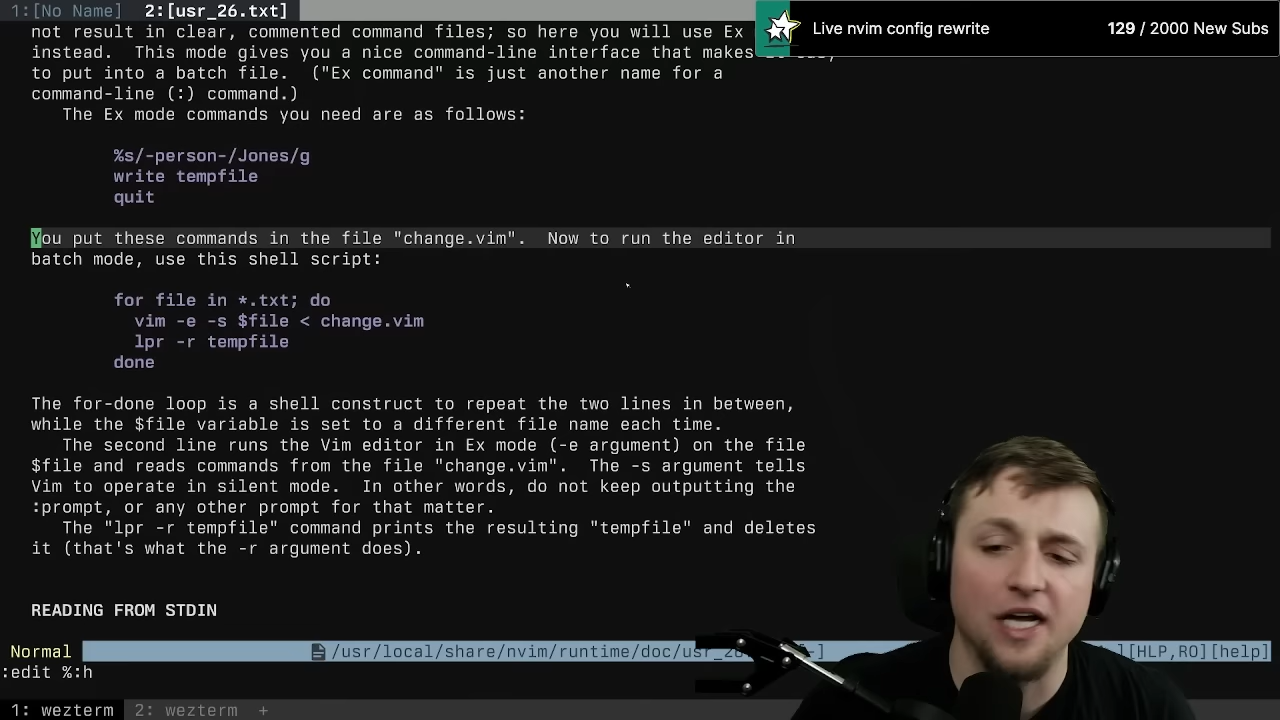 1:[No Name]  2:[usr_26.txt]
Live nvim config rewrite
129 / 2000 New Subs
not result in clear, commented command files; so here you will use Ex
instead.  This mode gives you a nice command-line interface that makes
to put into a batch file.  ("Ex command" is just another name for a
command-line (:) command.)
The Ex mode commands you need are as follows:
%s/-person-/Jones/g
write tempfile
quit
You put these commands in the file "change.vim".  Now to run the editor in
batch mode, use this shell script:
for file in *.txt; do
vim -e -s $file < change.vim
lpr -r tempfile
done
The for-done loop is a shell construct to repeat the two lines in between,
while the $file variable is set to a different file name each time.
The second line runs the Vim editor in Ex mode (-e argument) on the file
$file and reads commands from the file "change.vim".  The -s argument tells
Vim to operate in silent mode.  In other words, do not keep outputting the
:prompt, or any other prompt for that matter.
The "lpr -r tempfile" command prints the resulting "tempfile" and deletes
it (that's what the -r argument does).
READING FROM STDIN
Normal
/usr/local/share/nvim/runtime/doc/usr_2
][HLP,RO][help]
:edit %:h
1: wezterm  2: wezterm  +